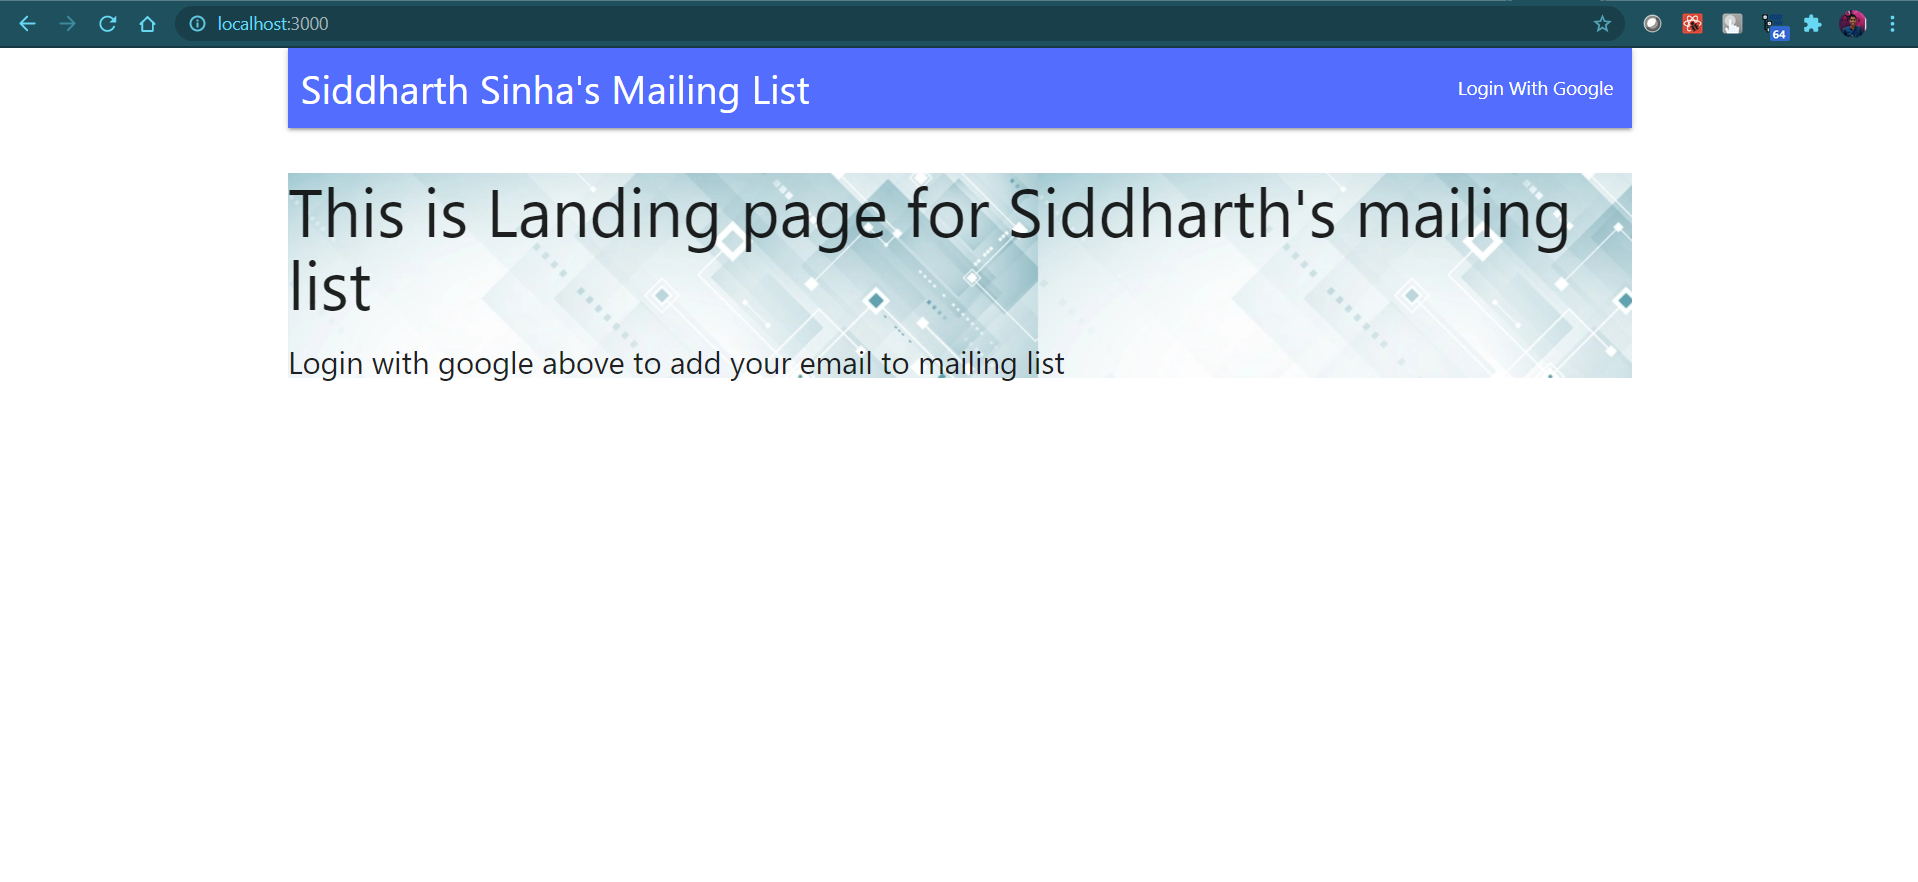 localhost:3000
64
Siddharth Sinha's Mailing List
Login With Google
This is Landing page for Siddharth's mailing
list
Login with google above to add your email to mailing list